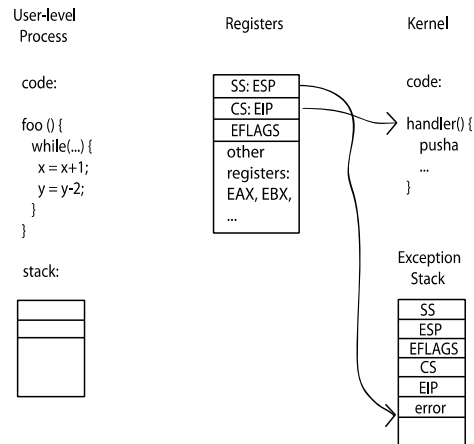 User-level
Process
code:
foo () {
while(...) {
x = x+1;
y = y-2;
}
}
stack:
Registers
SS: ESP
CS: EIP
EFLAGS
other
registers:
EAX, EBX,
...
Kernel
code:
handler() {
pusha
...
}
Exception
Stack
SS
ESP
EFLAGS
CS
EIP
error